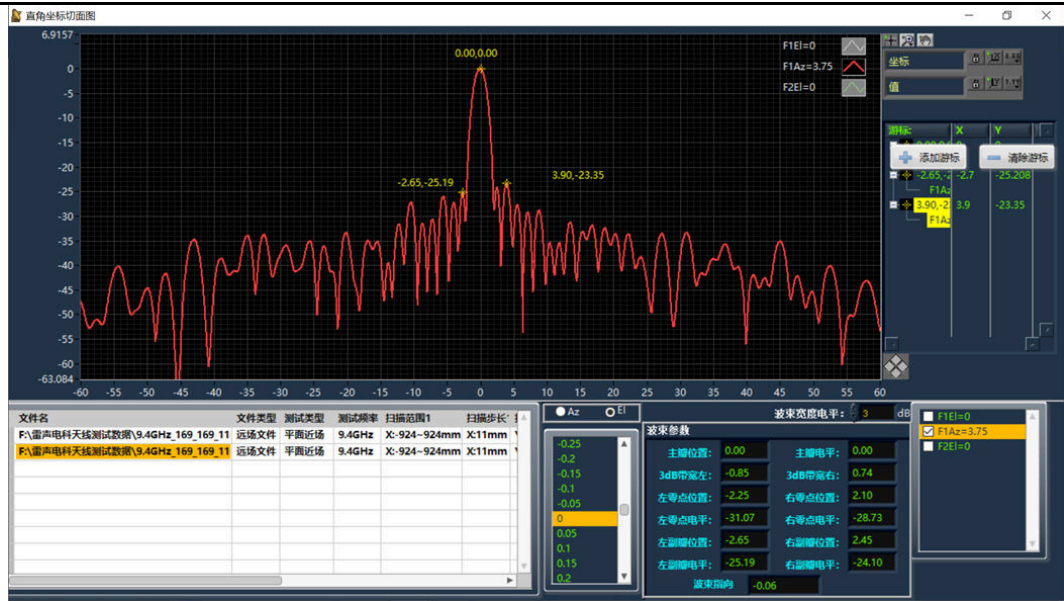 直角坐标切面图
6.9157
0
-5
-10
-15
-20
-25
-30
-35
-40
-45
-50
-55
-60
-63.084
-60 -55 -50 -45 -40 -35 -30 -25 -20 -15 -10 -5 0 5 10 15 20 25 30 35 40 45 50 55 60
0.00,0.00
-2.65,-25.19
3.90,-23.35
F1El=0
F1Az=3.75
F2El=0
坐标
值
游标: X Y
添加游标 清除游标
-2.65,-2 -2.7 -25.208
F1Az
3.90,-2 3.9 -23.35
F1Az
文件名 文件类型 测试类型 测试频率 扫描范围1 扫描步长
F:\雷声电科天线测试数据\9.4GHz_169_169_11 远场文件 平面近场 9.4GHz X:-924~924mm X:11mm
F:\雷声电科天线测试数据\9.4GHz_169_169_11 远场文件 平面近场 9.4GHz X:-924~924mm X:11mm
Az El
-0.25
-0.2
-0.15
-0.1
-0.05
0
0.05
0.1
0.15
0.2
波束宽度电平: 3 dB
波束参数
主瓣位置: 0.00 主瓣电平: 0.00
3dB带宽左: -0.85 3dB带宽右: 0.74
左零点位置: -2.25 右零点位置: 2.10
左零点电平: -31.07 右零点电平: -28.73
左副瓣位置: -2.65 右副瓣位置: 2.45
左副瓣电平: -25.19 右副瓣电平: -24.10
波束指向 -0.06
F1El=0
F1Az=3.75
F2El=0